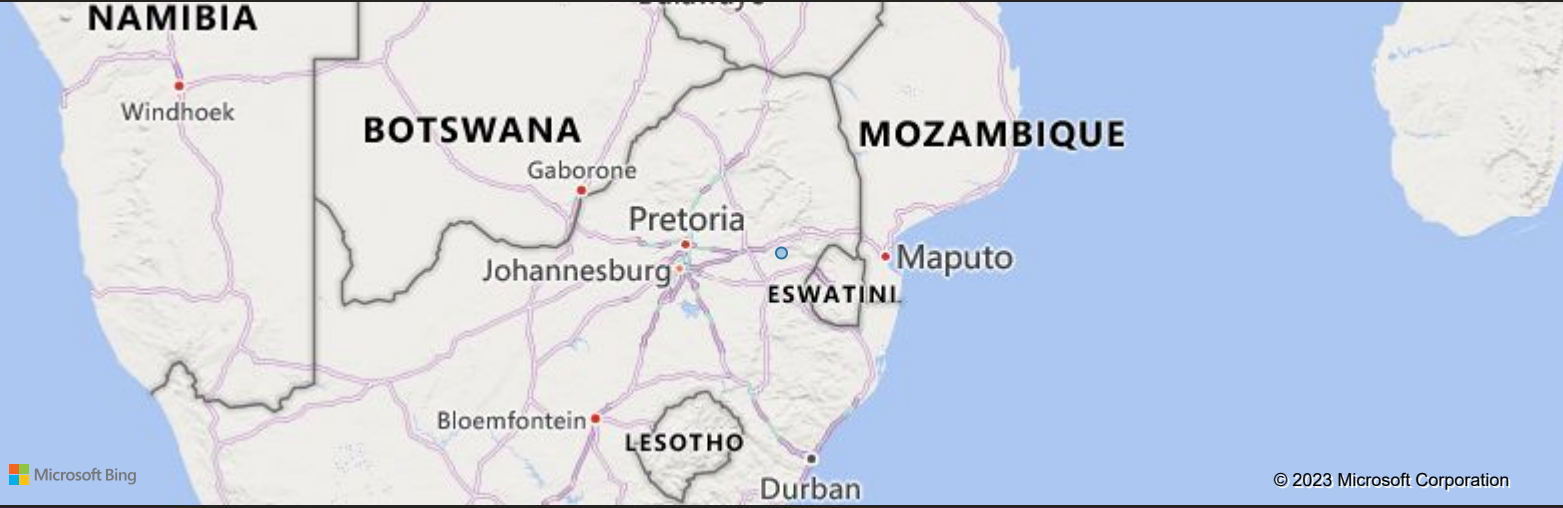 NAMIBIA
Windhoek
BOTSWANA
MOZAMBIQUE
Gaborone
Pretoria
Johannesburg
Maputo
ESWATINI
Bloemfontein
LESOTHO
Durban
Microsoft Bing
© 2023 Microsoft Corporation